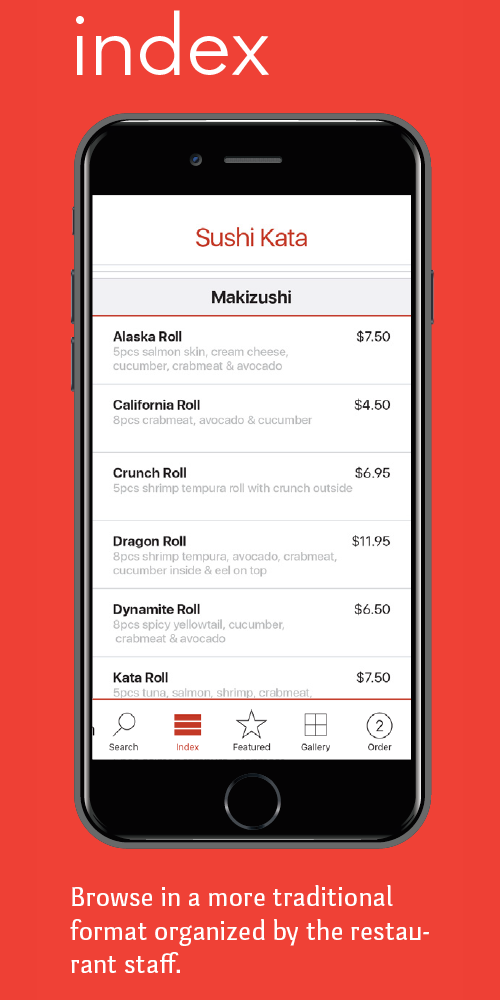 index
Sushi Kata
Makizushi
Alaska Roll $7.50
5pcs salmon skin, cream cheese,
cucumber, crabmeat & avocado
California Roll $4.50
8pcs crabmeat, avocado & cucumber
Crunch Roll $6.95
5pcs shrimp tempura roll with crunch outside
Dragon Roll $11.95
8pcs shrimp tempura, avocado, crabmeat,
cucumber inside & eel on top
Dynamite Roll $6.50
8pcs spicy yellowtail, cucumber,
crabmeat & avocado
Kata Roll $7.50
5pcs tuna, salmon, shrimp, crabmeat,
2
Search Index Featured Gallery Order
Browse in a more traditional
format organized by the restau-
rant staff.